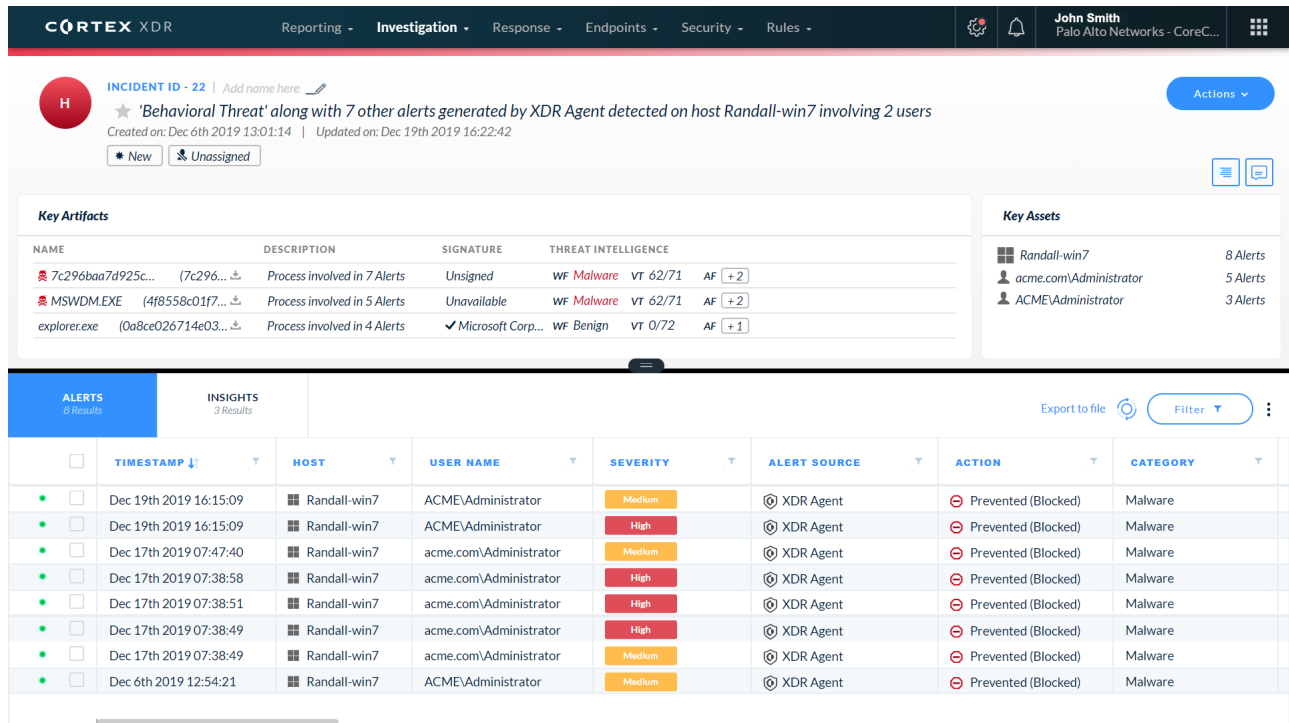 CORTEX XDR Reporting Investigation Response Endpoints Security Rules John Smith
Palo Alto Networks - CoreC...
H
INCIDENT ID - 22 | Add name here
Actions
'Behavioral Threat' along with 7 other alerts generated by XDR Agent detected on host Randall-win7 involving 2 users
Created on: Dec 6th 2019 13:01:14 | Updated on: Dec 19th 2019 16:22:42
New Unassigned
Key Artifacts
NAME DESCRIPTION SIGNATURE THREAT INTELLIGENCE
7c296baa7d925c... (7c296... Process involved in 7 Alerts Unsigned WF Malware VT 62/71 AF +2
MSWDM.EXE (4f8558c01f7... Process involved in 5 Alerts Unavailable WF Malware VT 62/71 AF +2
explorer.exe (0a8ce026714e03... Process involved in 4 Alerts Microsoft Corp... WF Benign VT 0/72 AF +1
Key Assets
Randall-win7 8 Alerts
acme.com\Administrator 5 Alerts
ACME\Administrator 3 Alerts
ALERTS
8 Results
INSIGHTS
3 Results
Export to file Filter
TIMESTAMP HOST USER NAME SEVERITY ALERT SOURCE ACTION CATEGORY
Dec 19th 2019 16:15:09 Randall-win7 ACME\Administrator Medium XDR Agent Prevented (Blocked) Malware
Dec 19th 2019 16:15:09 Randall-win7 ACME\Administrator High XDR Agent Prevented (Blocked) Malware
Dec 17th 2019 07:47:40 Randall-win7 acme.com\Administrator Medium XDR Agent Prevented (Blocked) Malware
Dec 17th 2019 07:38:58 Randall-win7 acme.com\Administrator High XDR Agent Prevented (Blocked) Malware
Dec 17th 2019 07:38:51 Randall-win7 acme.com\Administrator High XDR Agent Prevented (Blocked) Malware
Dec 17th 2019 07:38:49 Randall-win7 acme.com\Administrator High XDR Agent Prevented (Blocked) Malware
Dec 17th 2019 07:38:49 Randall-win7 acme.com\Administrator Medium XDR Agent Prevented (Blocked) Malware
Dec 6th 2019 12:54:21 Randall-win7 ACME\Administrator Medium XDR Agent Prevented (Blocked) Malware